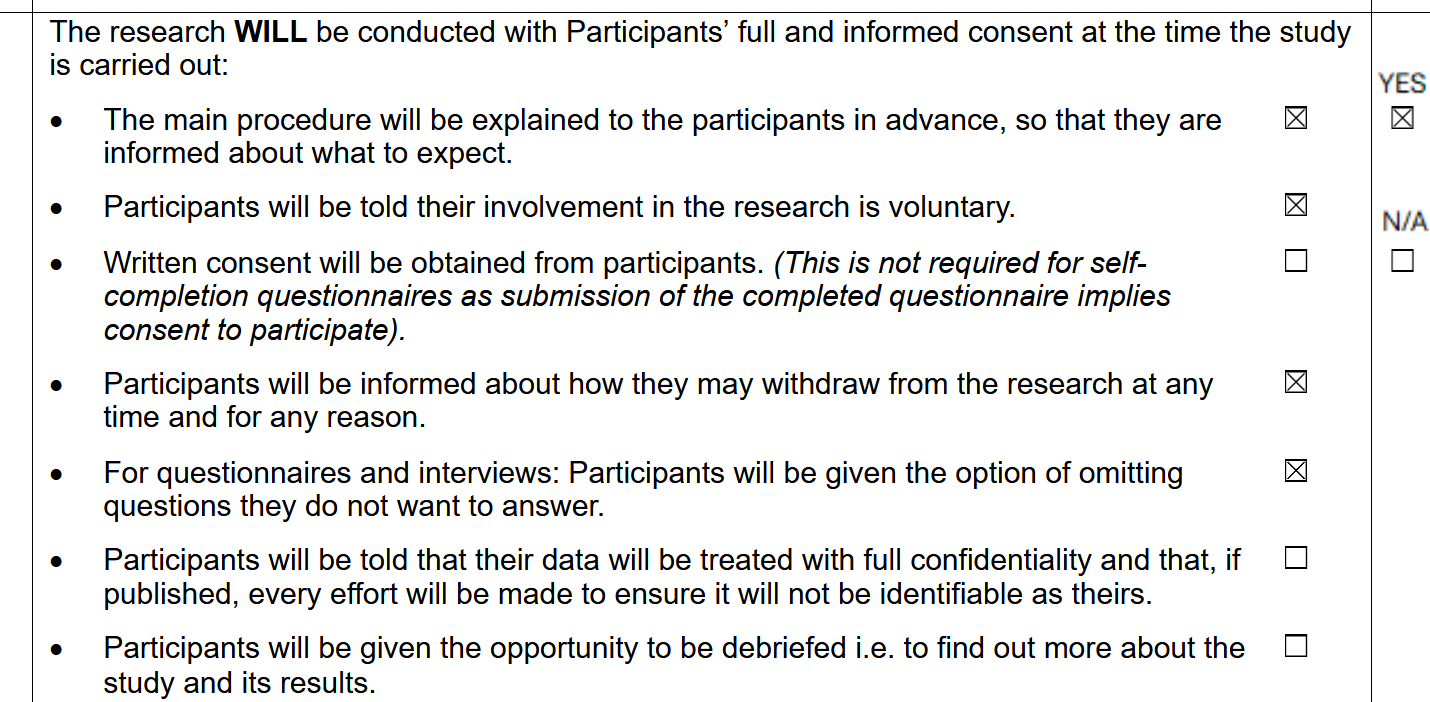 The research WILL be conducted with Participants’ full and informed consent at the time the study
is carried out:
YES
• The main procedure will be explained to the participants in advance, so that they are ☒ ☒
informed about what to expect.
• Participants will be told their involvement in the research is voluntary. ☒
N/A
• Written consent will be obtained from participants. (This is not required for self- ☐ ☐
completion questionnaires as submission of the completed questionnaire implies
consent to participate).
• Participants will be informed about how they may withdraw from the research at any ☒
time and for any reason.
• For questionnaires and interviews: Participants will be given the option of omitting ☒
questions they do not want to answer.
• Participants will be told that their data will be treated with full confidentiality and that, if ☐
published, every effort will be made to ensure it will not be identifiable as theirs.
• Participants will be given the opportunity to be debriefed i.e. to find out more about the ☐
study and its results.